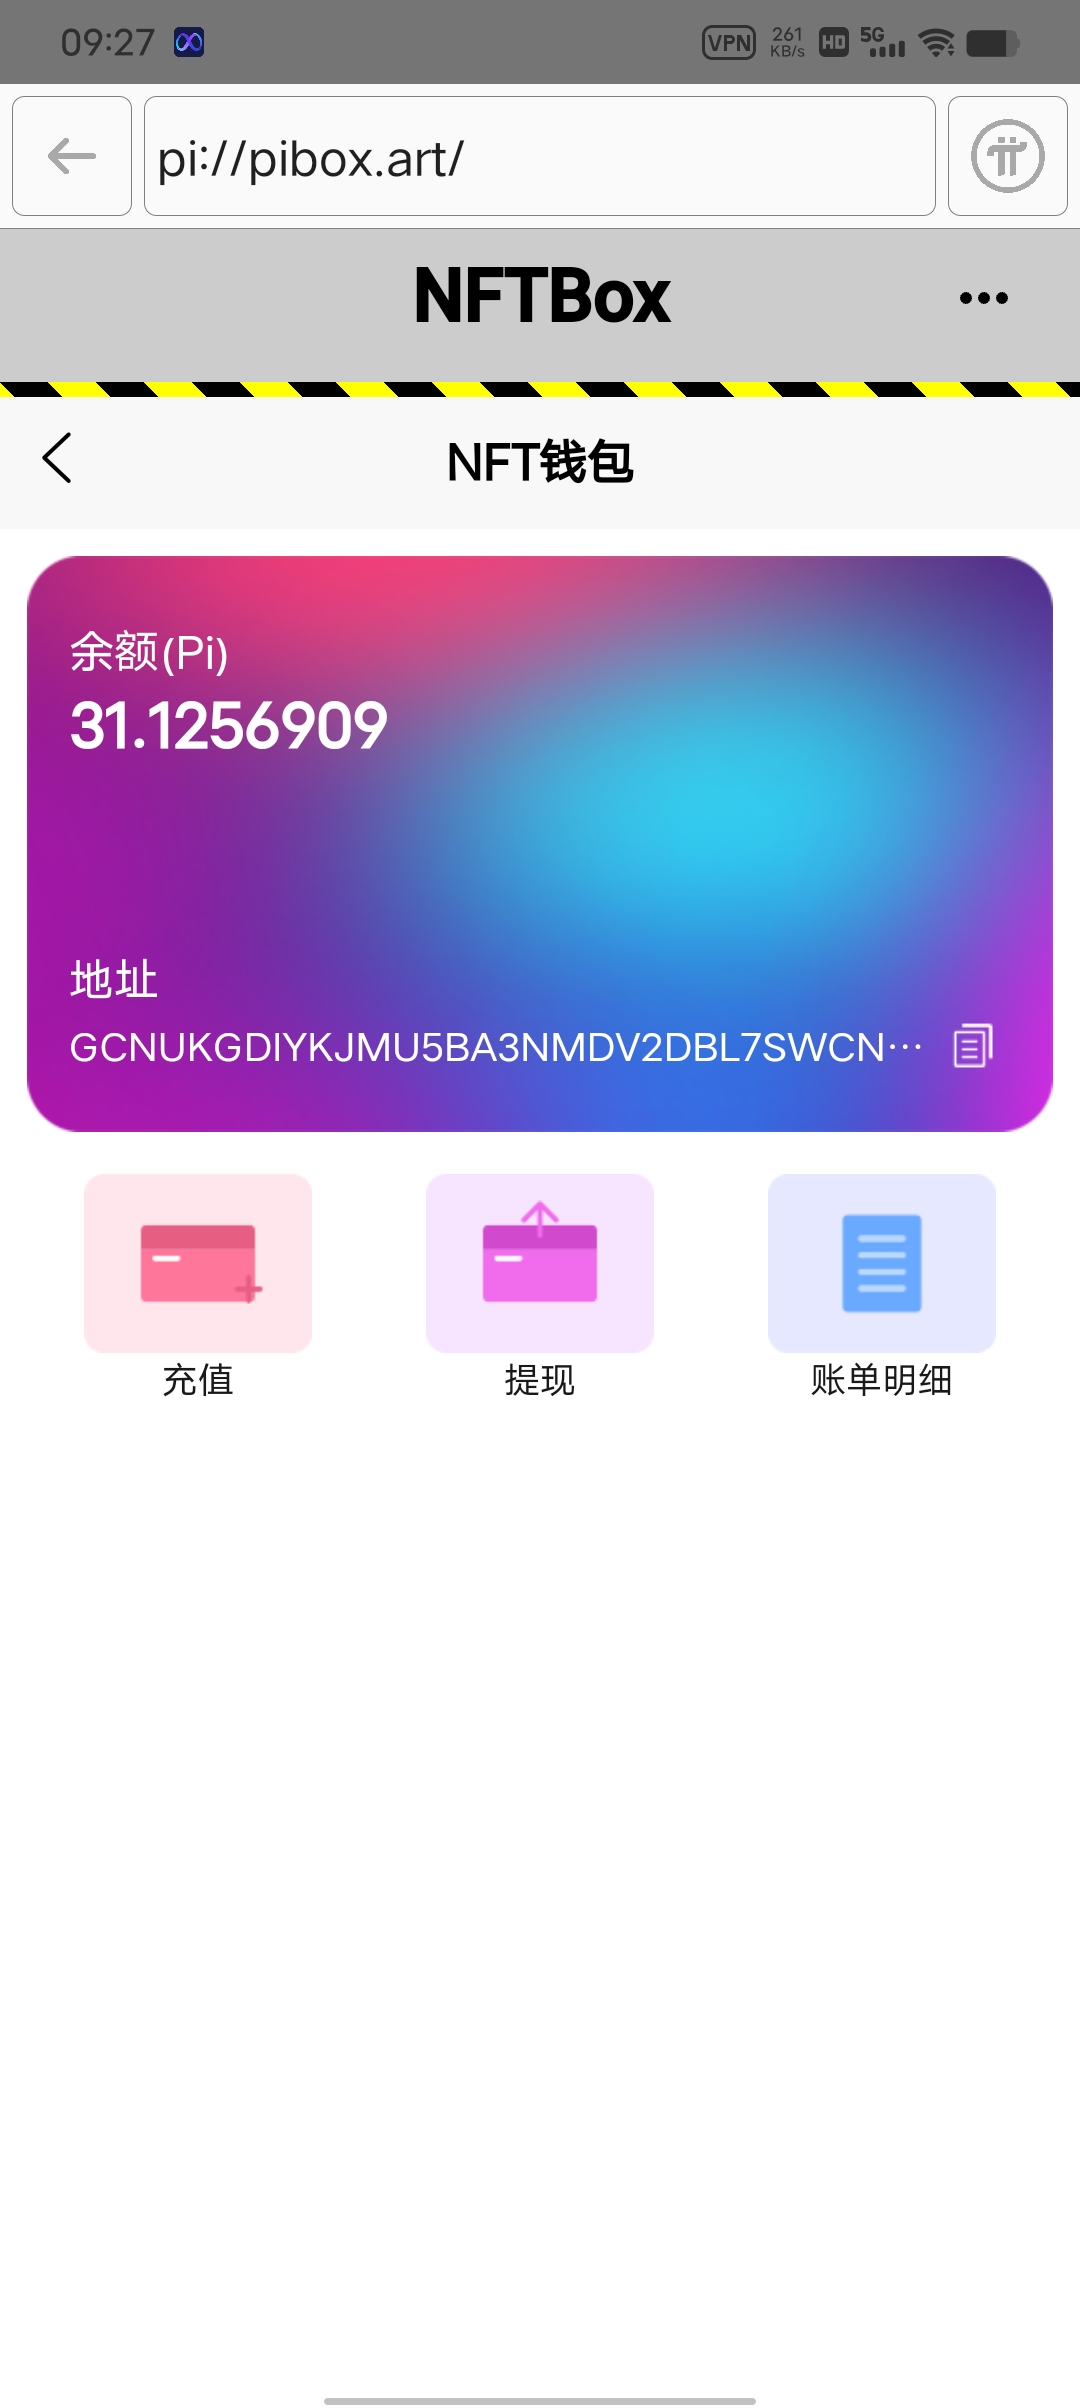 09:27 VPN 261 KB/s HD 5G
pi://pibox.art/
NFTBox
NFT钱包
余额(Pi)
31.1256909
地址
GCNUKGDIYKJMU5BA3NMDV2DBL7SWCN…
充值 提现 账单明细